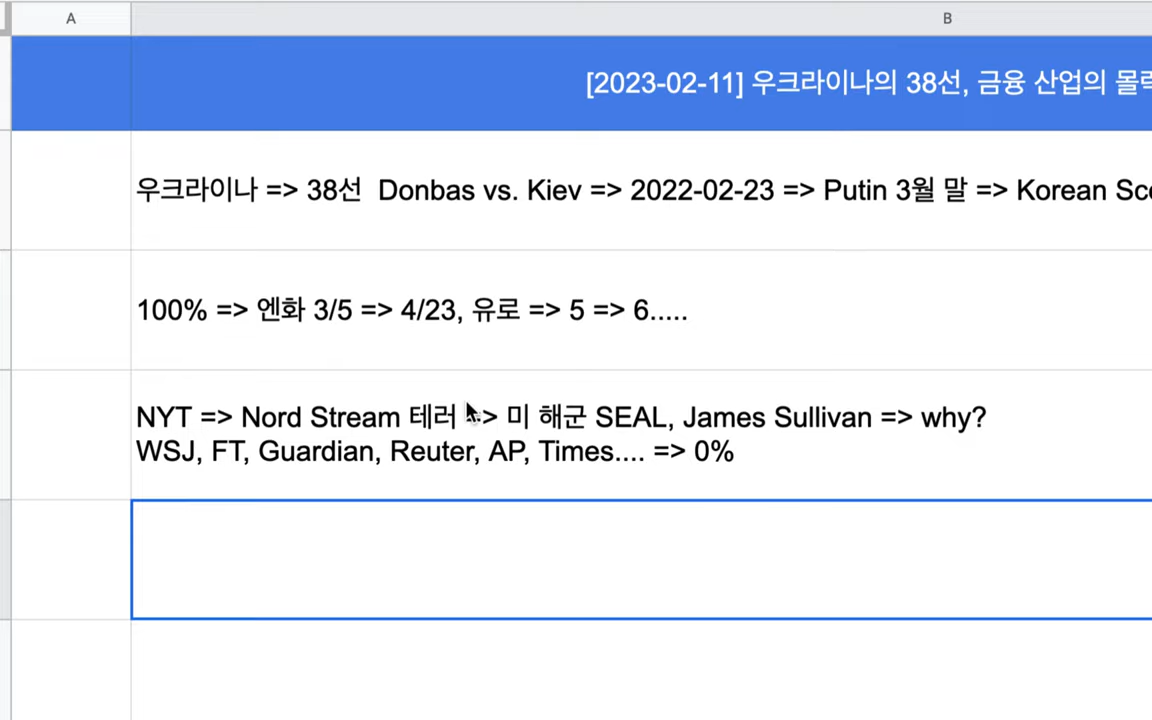 A
B
[2023-02-11] 우크라이나의 38선, 금융 산업의
우크라이나 => 38선 Donbas vs. Kiev => 2022-02-23 => Putin 3월 말 => Korean
100% => 엔화 3/5 => 4/23, 유로 => 5 => 6.....
NYT => Nord Stream 테러 => 미 해군 SEAL, James Sullivan => why?
WSJ, FT, Guardian, Reuter, AP, Times.... => 0%